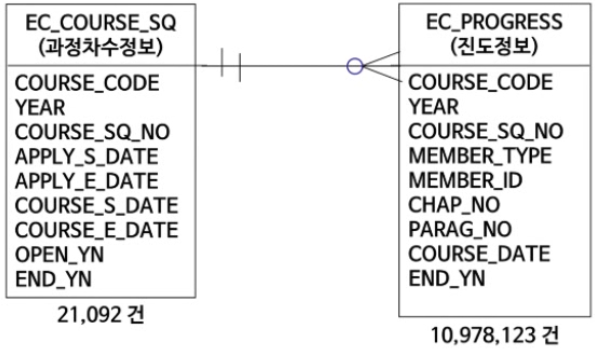 EC_COURSE_SQ
(과정차수정보)
COURSE_CODE
YEAR
COURSE_SQ_NO
APPLY_S_DATE
APPLY_E_DATE
COURSE_S_DATE
COURSE_E_DATE
OPEN_YN
END_YN
21,092 건
EC_PROGRESS
(진도정보)
COURSE_CODE
YEAR
COURSE_SQ_NO
MEMBER_TYPE
MEMBER_ID
CHAP_NO
PARAG_NO
COURSE_DATE
END_YN
10,978,123 건